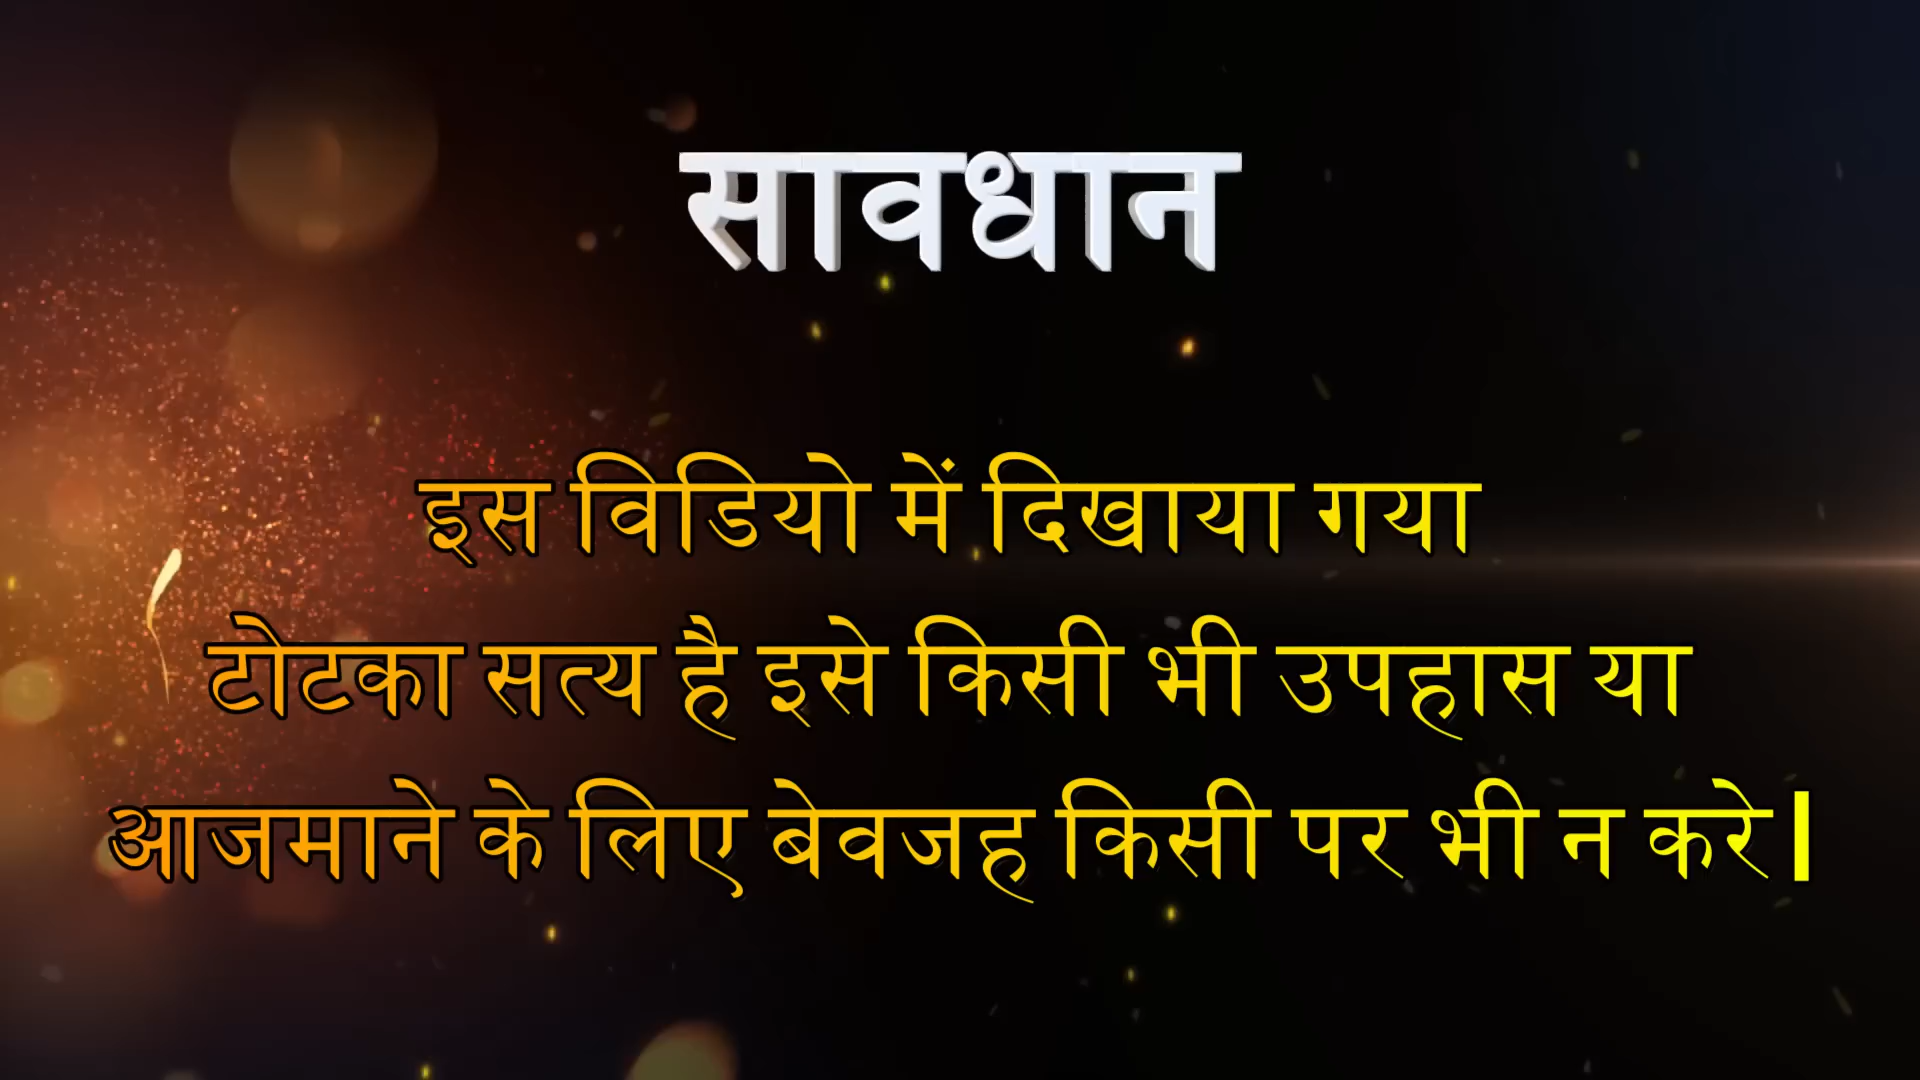 सावधान
इस विडियो में दिखाया गया
टोटका सत्य है इसे किसी भी उपहास या
आजमाने के लिए बेवजह किसी पर भी न करे।